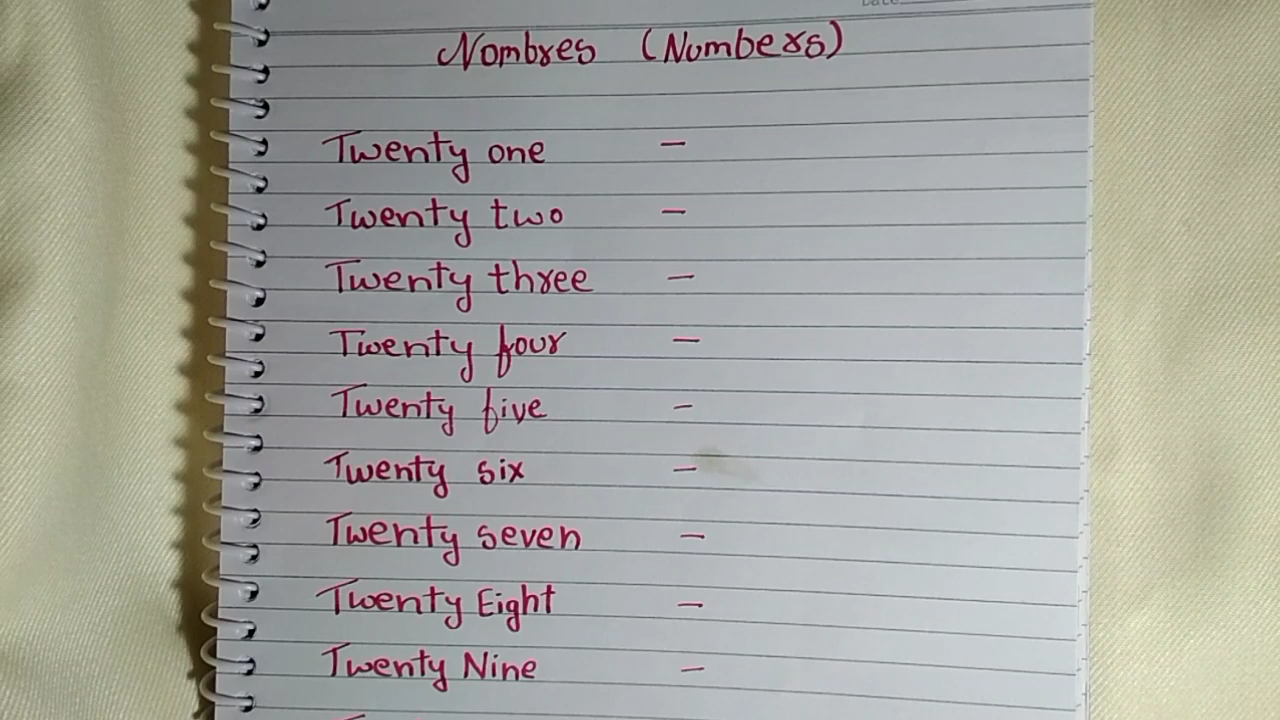 Date
Nombres (Numbers)
Twenty one –
Twenty two –
Twenty three –
Twenty four –
Twenty five –
Twenty six –
Twenty seven –
Twenty Eight –
Twenty Nine –